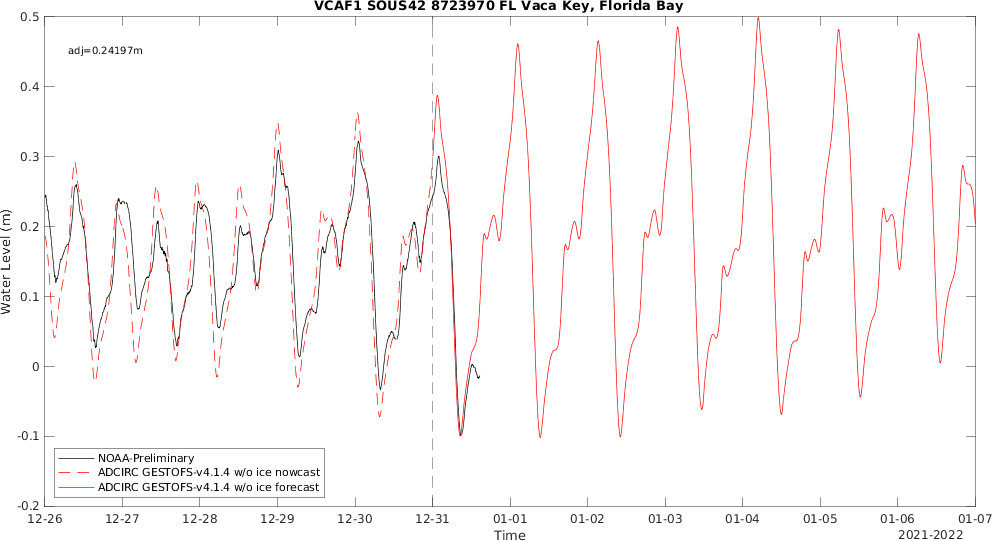 VCAF1 SOUS42 8723970 FL Vaca Key, Florida Bay
adj=0.24197m
Water Level (m)
0.5
0.4
0.3
0.2
0.1
0
-0.1
-0.2
NOAA-Preliminary
ADCIRC GESTOFS-v4.1.4 w/o ice nowcast
ADCIRC GESTOFS-v4.1.4 w/o ice forecast
12-26 12-27 12-28 12-29 12-30 12-31 01-01 01-02 01-03 01-04 01-05 01-06 01-07
Time
2021-2022